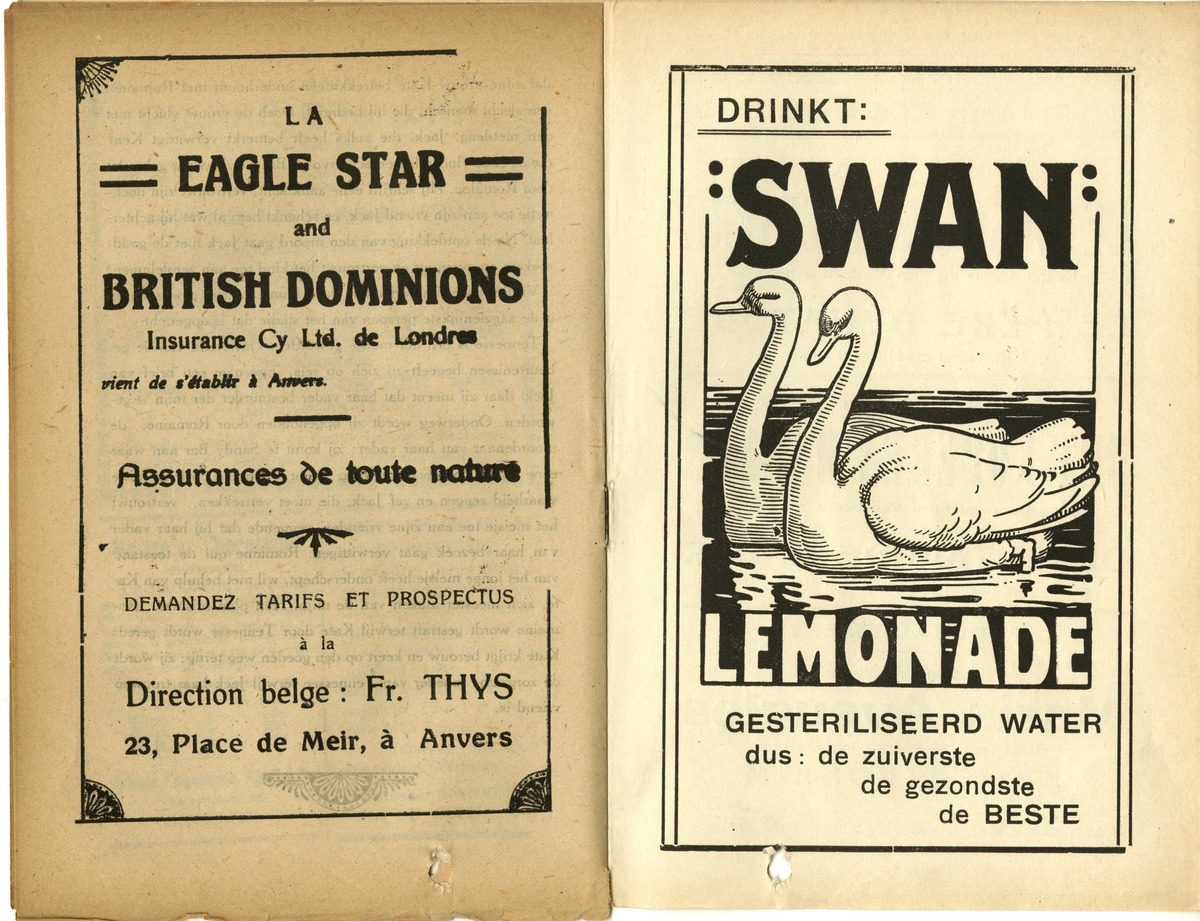 LA
EAGLE STAR
and
BRITISH DOMINIONS
Insurance Cy Ltd. de Londres
vient de s'établir à Anvers.
Assurances de toute nature
DEMANDEZ TARIFS ET PROSPECTUS
à la
Direction belge : Fr. THYS
23, Place de Meir, à Anvers
DRINKT:
SWAN
LEMONADE
GESTERILISEERD WATER
dus : de zuiverste
de gezondste
de BESTE